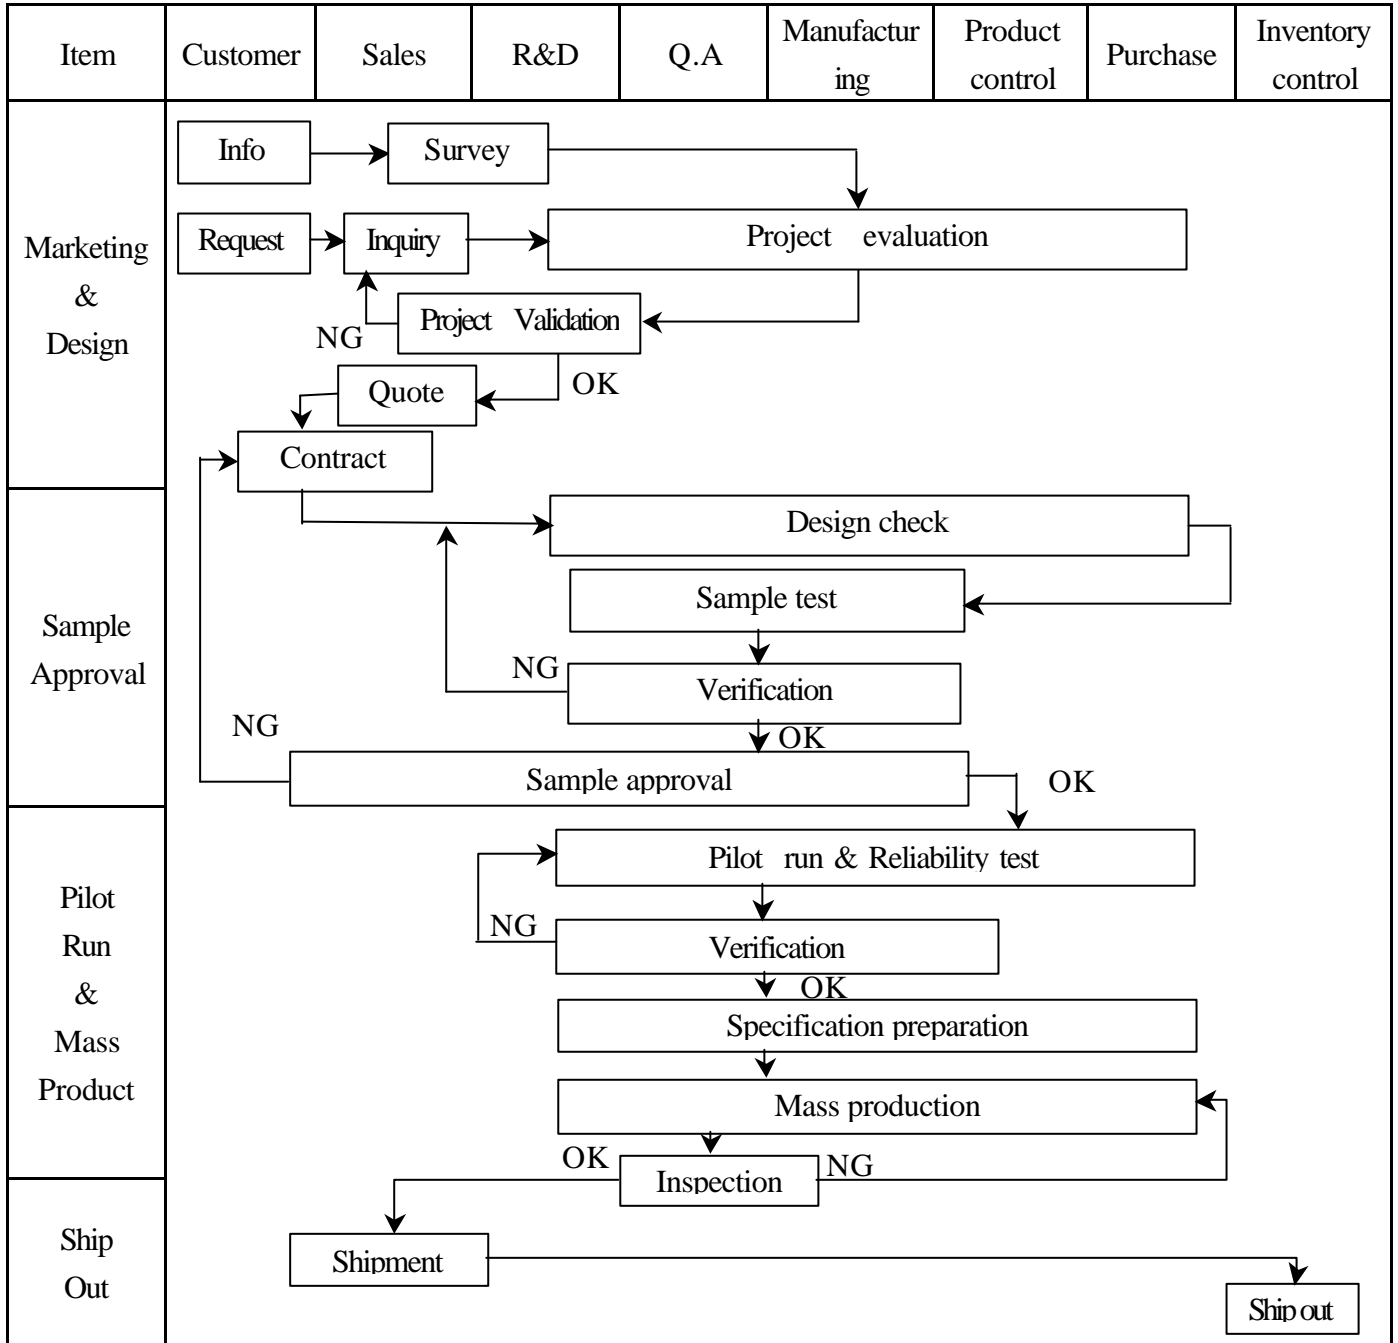 Item
Customer
Sales
R&D
Q.A
Manufactur
ing
Product
control
Purchase
Inventory
control
Marketing
&
Design
Info
Survey
Request
Inquiry
Project evaluation
NG
Project Validation
Quote
OK
Contract
Sample
Approval
Design check
Sample test
NG
Verification
NG
OK
Sample approval
OK
Pilot
Run
&
Mass
Product
Pilot run & Reliability test
NG
Verification
OK
Specification preparation
Mass production
OK
Inspection
NG
Ship
Out
Shipment
Ship out